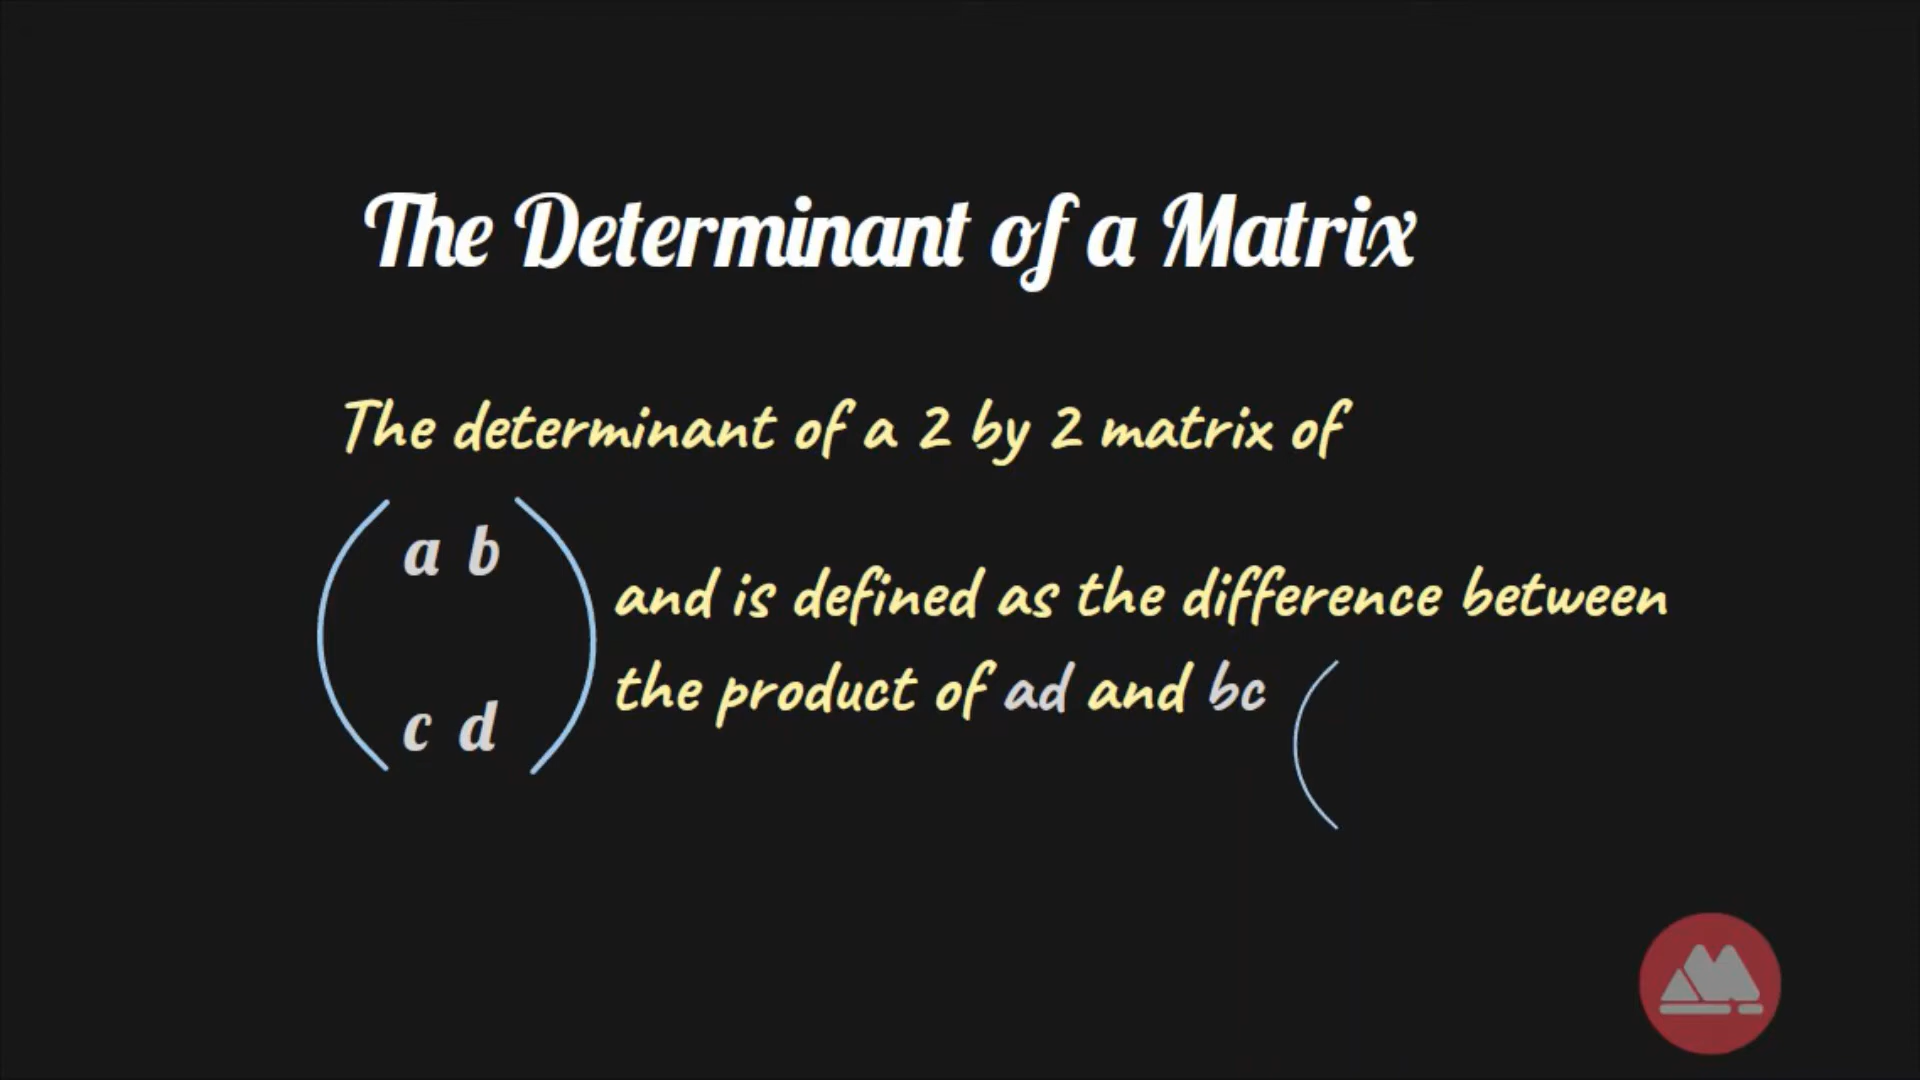 The Determinant of a Matrix
The determinant of a 2 by 2 matrix of
( a b
c d )
and is defined as the difference between
the product of ad and bc (